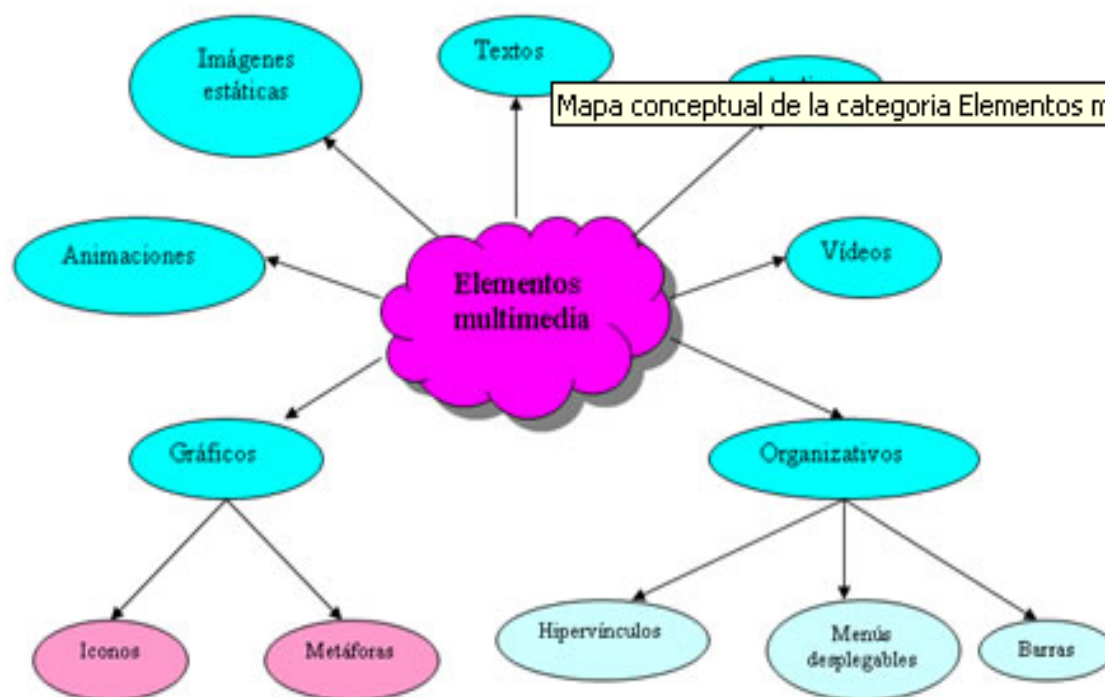 Imágenes
estáticas
Textos
Mapa conceptual de la categoria Elementos m
Animaciones
Elementos
multimedia
Vídeos
Gráficos
Organizativos
Iconos
Metáforas
Hipervínculos
Menús
desplegables
Barras